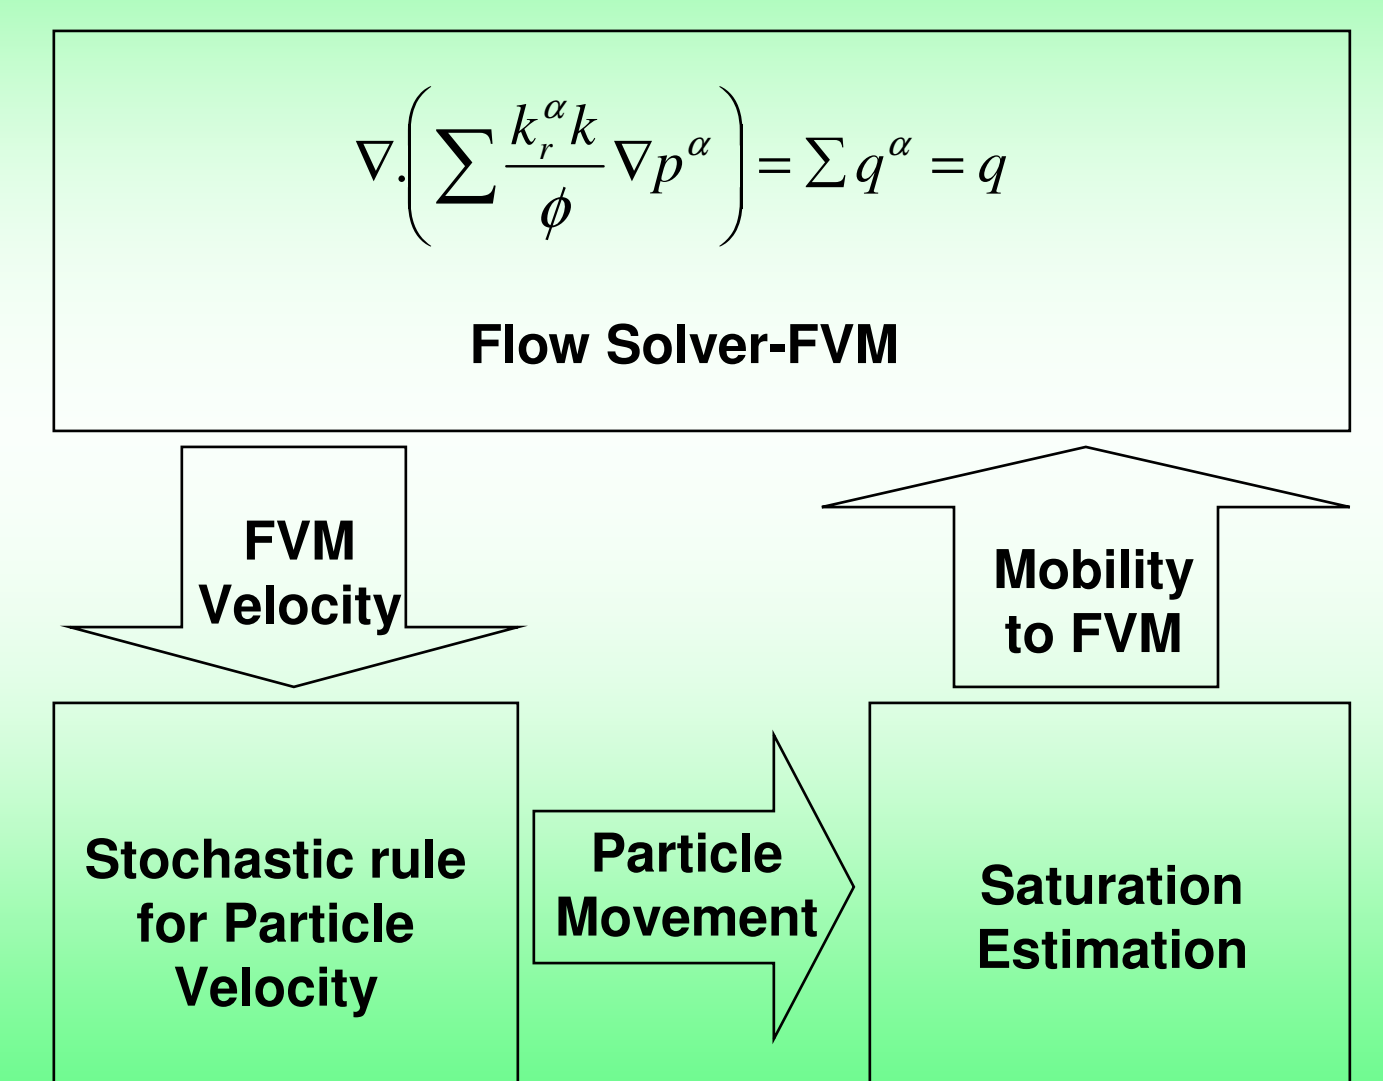 ∇.(∑ k_r^α k / ϕ ∇p^α) = ∑ q^α = q
Flow Solver-FVM
FVM
Velocity
Mobility
to FVM
Stochastic rule
for Particle
Velocity
Particle
Movement
Saturation
Estimation